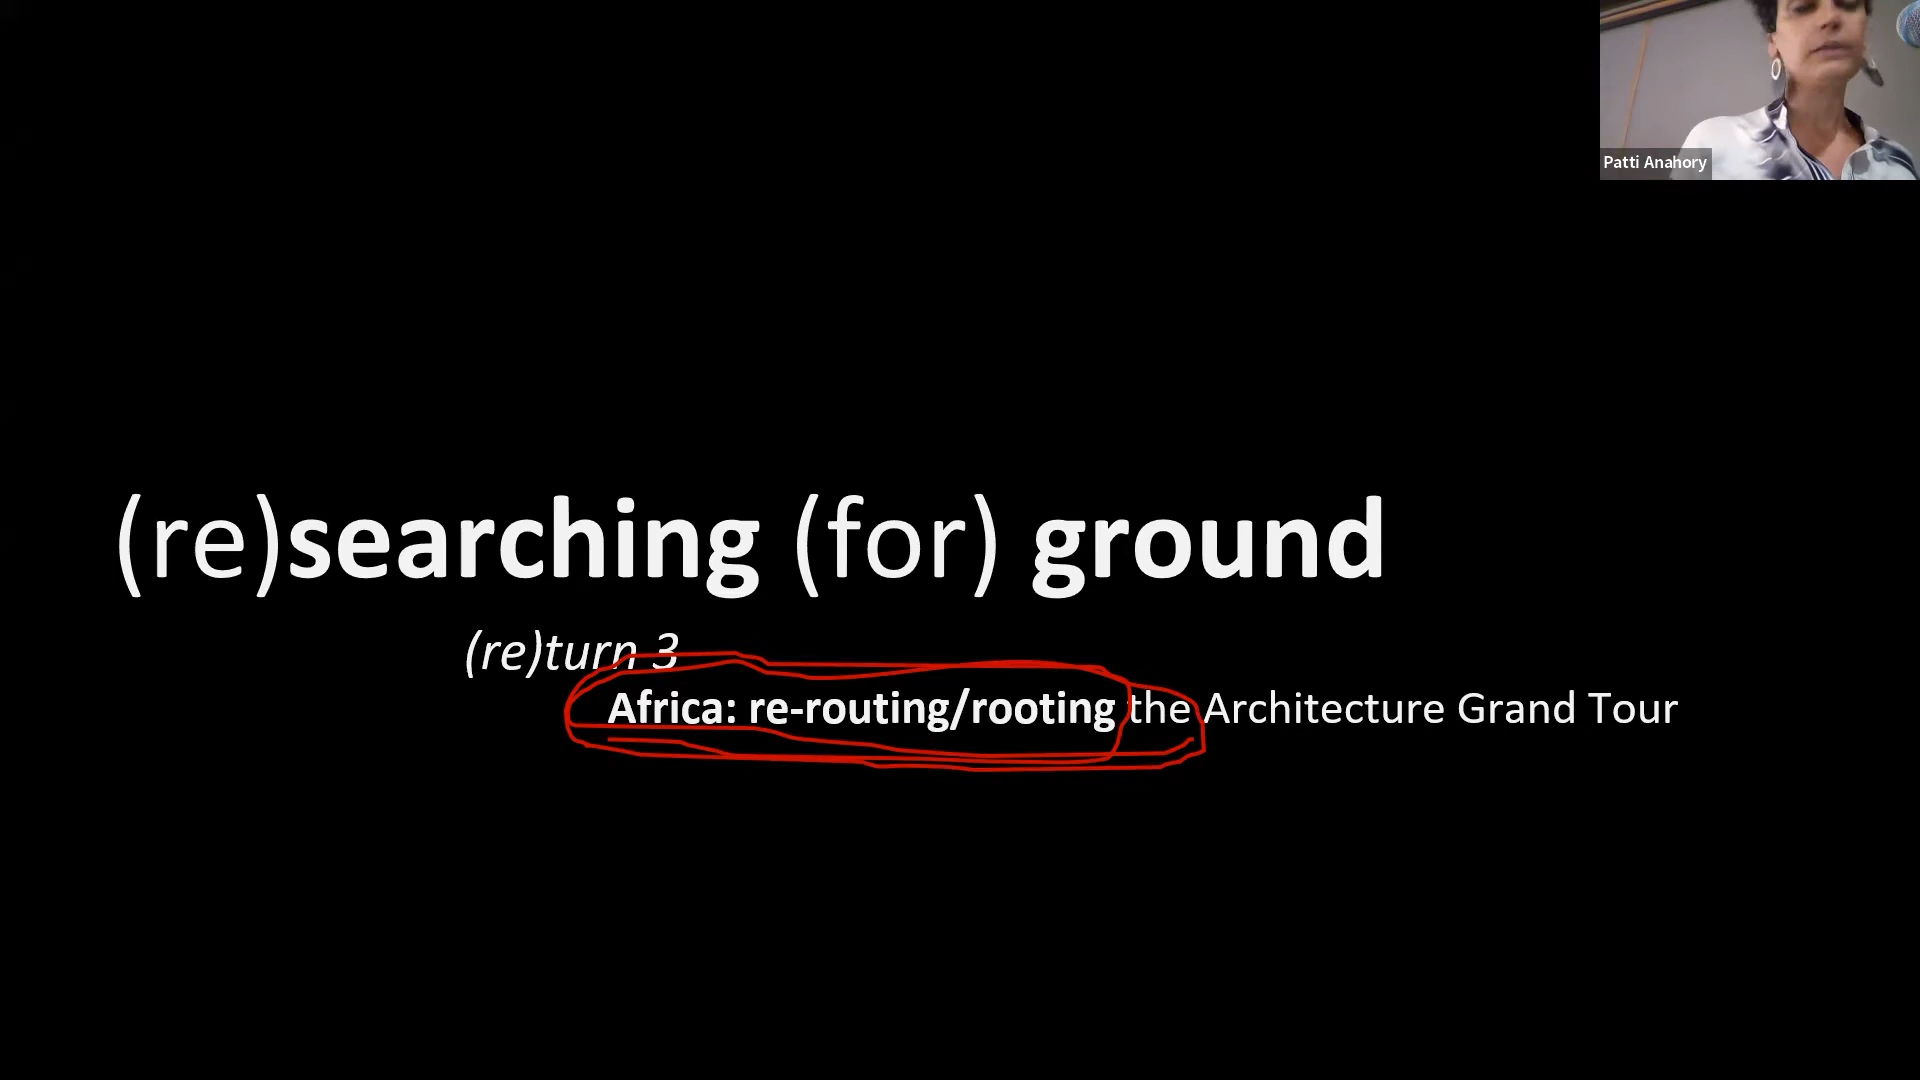 Patti Anahory
(re)searching (for) ground
(re)turn 3
Africa: re-routing/rooting the Architecture Grand Tour